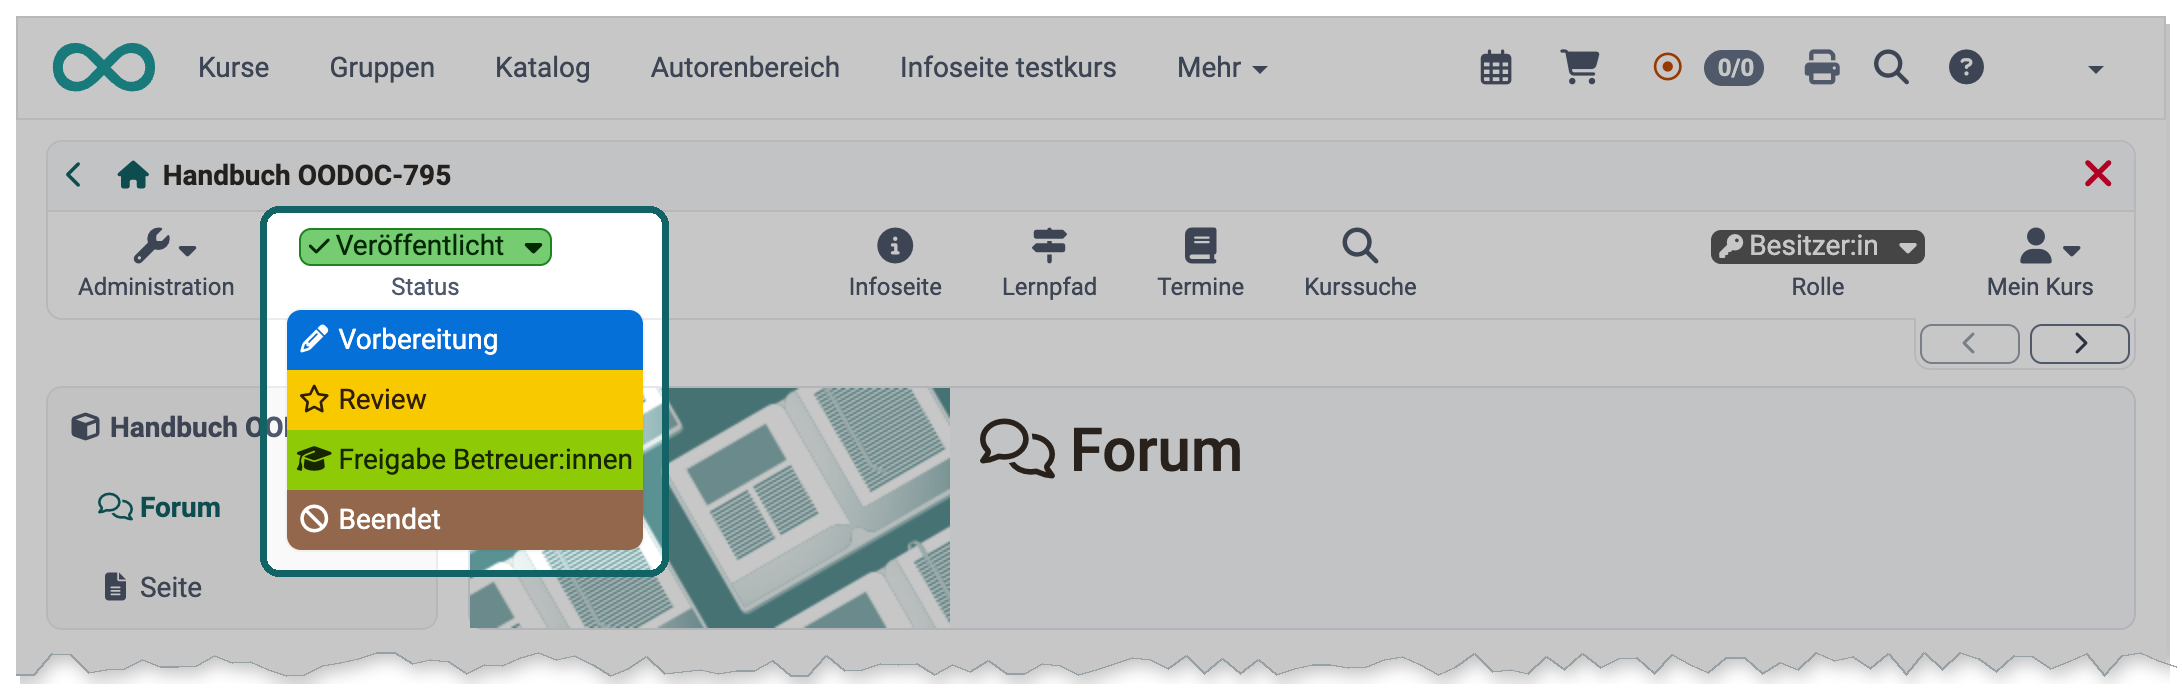 Kurse Gruppen Katalog Autorenbereich Infoseite testkurs Mehr 0/0 ?
Handbuch OODOC-795
Veröffentlicht Besitzer:in
Administration Status Infoseite Lernpfad Termine Kurssuche Rolle Mein Kurs
Vorbereitung
Review
Freigabe Betreuer:innen
Beendet
Handbuch OO
Forum
Seite
Forum